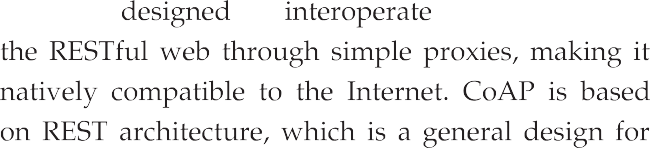 designed interoperate
the RESTful web through simple proxies, making it
natively compatible to the Internet. CoAP is based
on REST architecture, which is a general design for